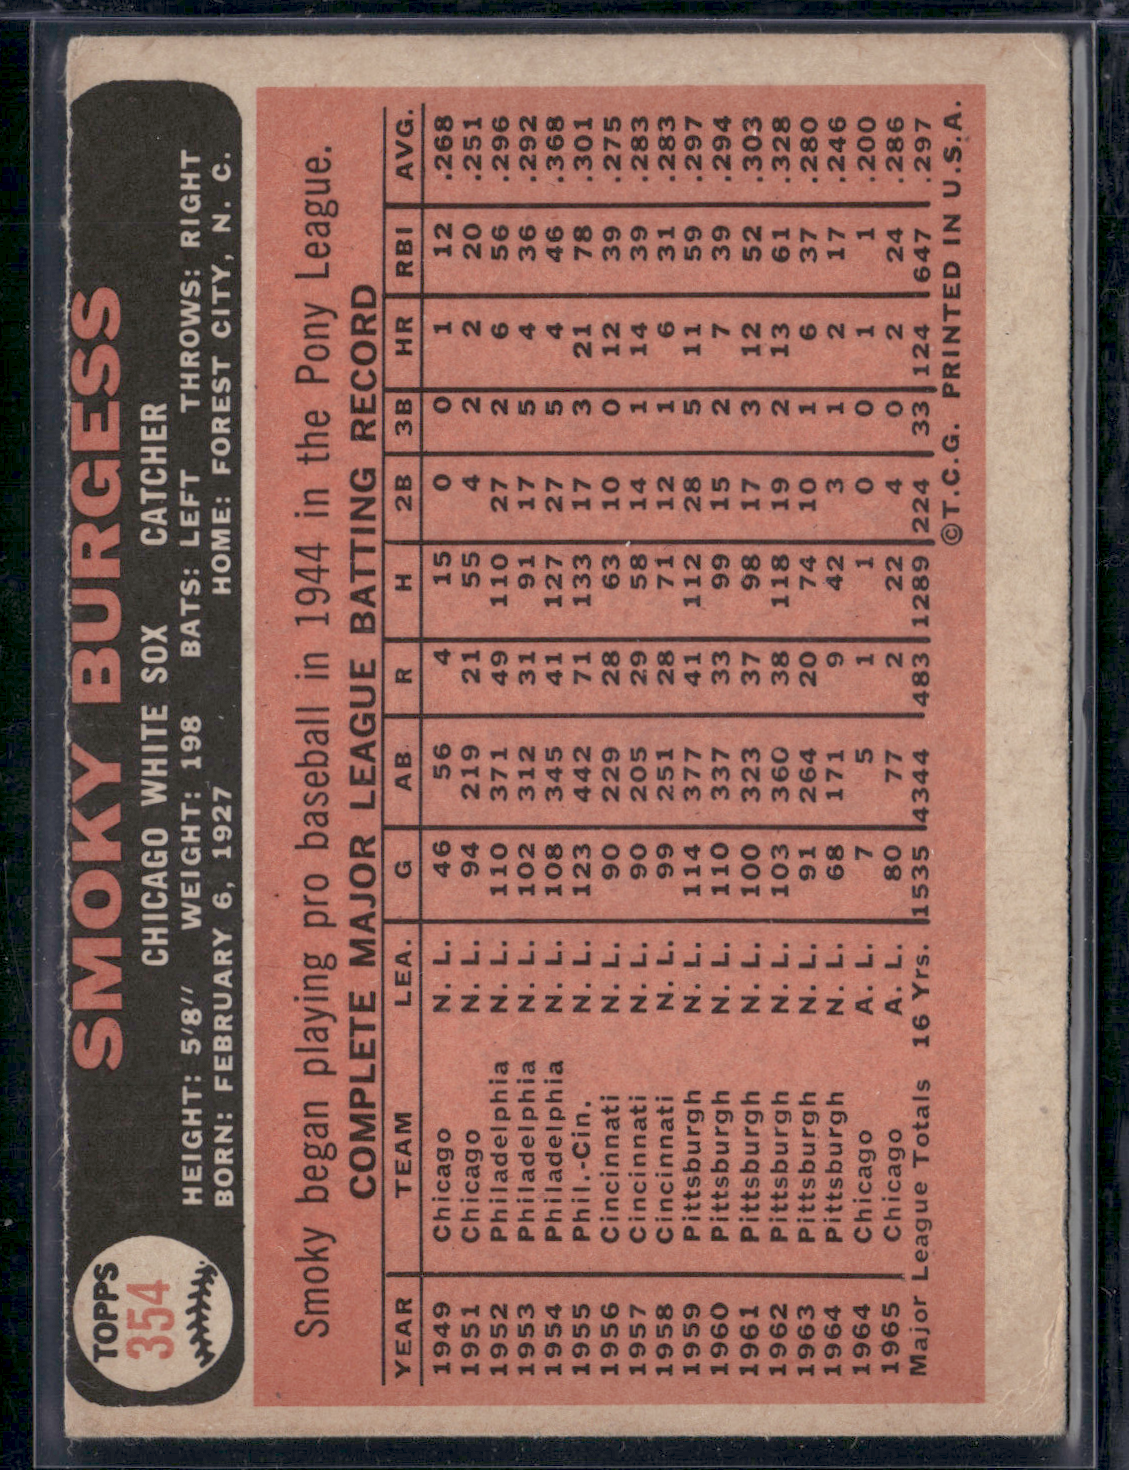 TOPPS
354
SMOKY BURGESS
CHICAGO WHITE SOX CATCHER
HEIGHT: 5'8" WEIGHT: 198 BATS: LEFT THROWS: RIGHT
BORN: FEBRUARY 6, 1927 HOME: FOREST CITY, N. C.
Smoky began playing pro baseball in 1944 in the Pony League.
COMPLETE MAJOR LEAGUE BATTING RECORD
YEAR TEAM LEA. G AB R H 2B 3B HR RBI AVG.
1949 Chicago N. L. 46 56 4 15 0 0 1 12 .268
1951 Chicago N. L. 94 219 21 55 4 2 2 20 .251
1952 Philadelphia N. L. 110 371 49 110 27 2 6 56 .296
1953 Philadelphia N. L. 102 312 31 91 17 5 4 36 .292
1954 Philadelphia N. L. 108 345 41 127 27 5 4 46 .368
1955 Phil.-Cin. N. L. 123 442 71 133 17 3 21 78 .301
1956 Cincinnati N. L. 90 229 28 63 10 0 12 39 .275
1957 Cincinnati N. L. 90 205 29 58 14 1 14 39 .283
1958 Cincinnati N. L. 99 251 28 71 12 1 6 31 .283
1959 Pittsburgh N. L. 114 377 41 112 28 5 11 59 .297
1960 Pittsburgh N. L. 110 337 33 99 15 2 7 39 .294
1961 Pittsburgh N. L. 100 323 37 98 17 3 12 52 .303
1962 Pittsburgh N. L. 103 360 38 118 19 2 13 61 .328
1963 Pittsburgh N. L. 91 264 20 74 10 1 6 37 .280
1964 Pittsburgh N. L. 68 171 9 42 3 1 2 17 .246
1964 Chicago A. L. 7 5 1 1 0 0 1 1 .200
1965 Chicago A. L. 80 77 2 22 4 0 2 24 .286
Major League Totals 16 Yrs. 1535 4344 483 1289 224 33 124 647 .297
©T.C.G. PRINTED IN U.S.A.